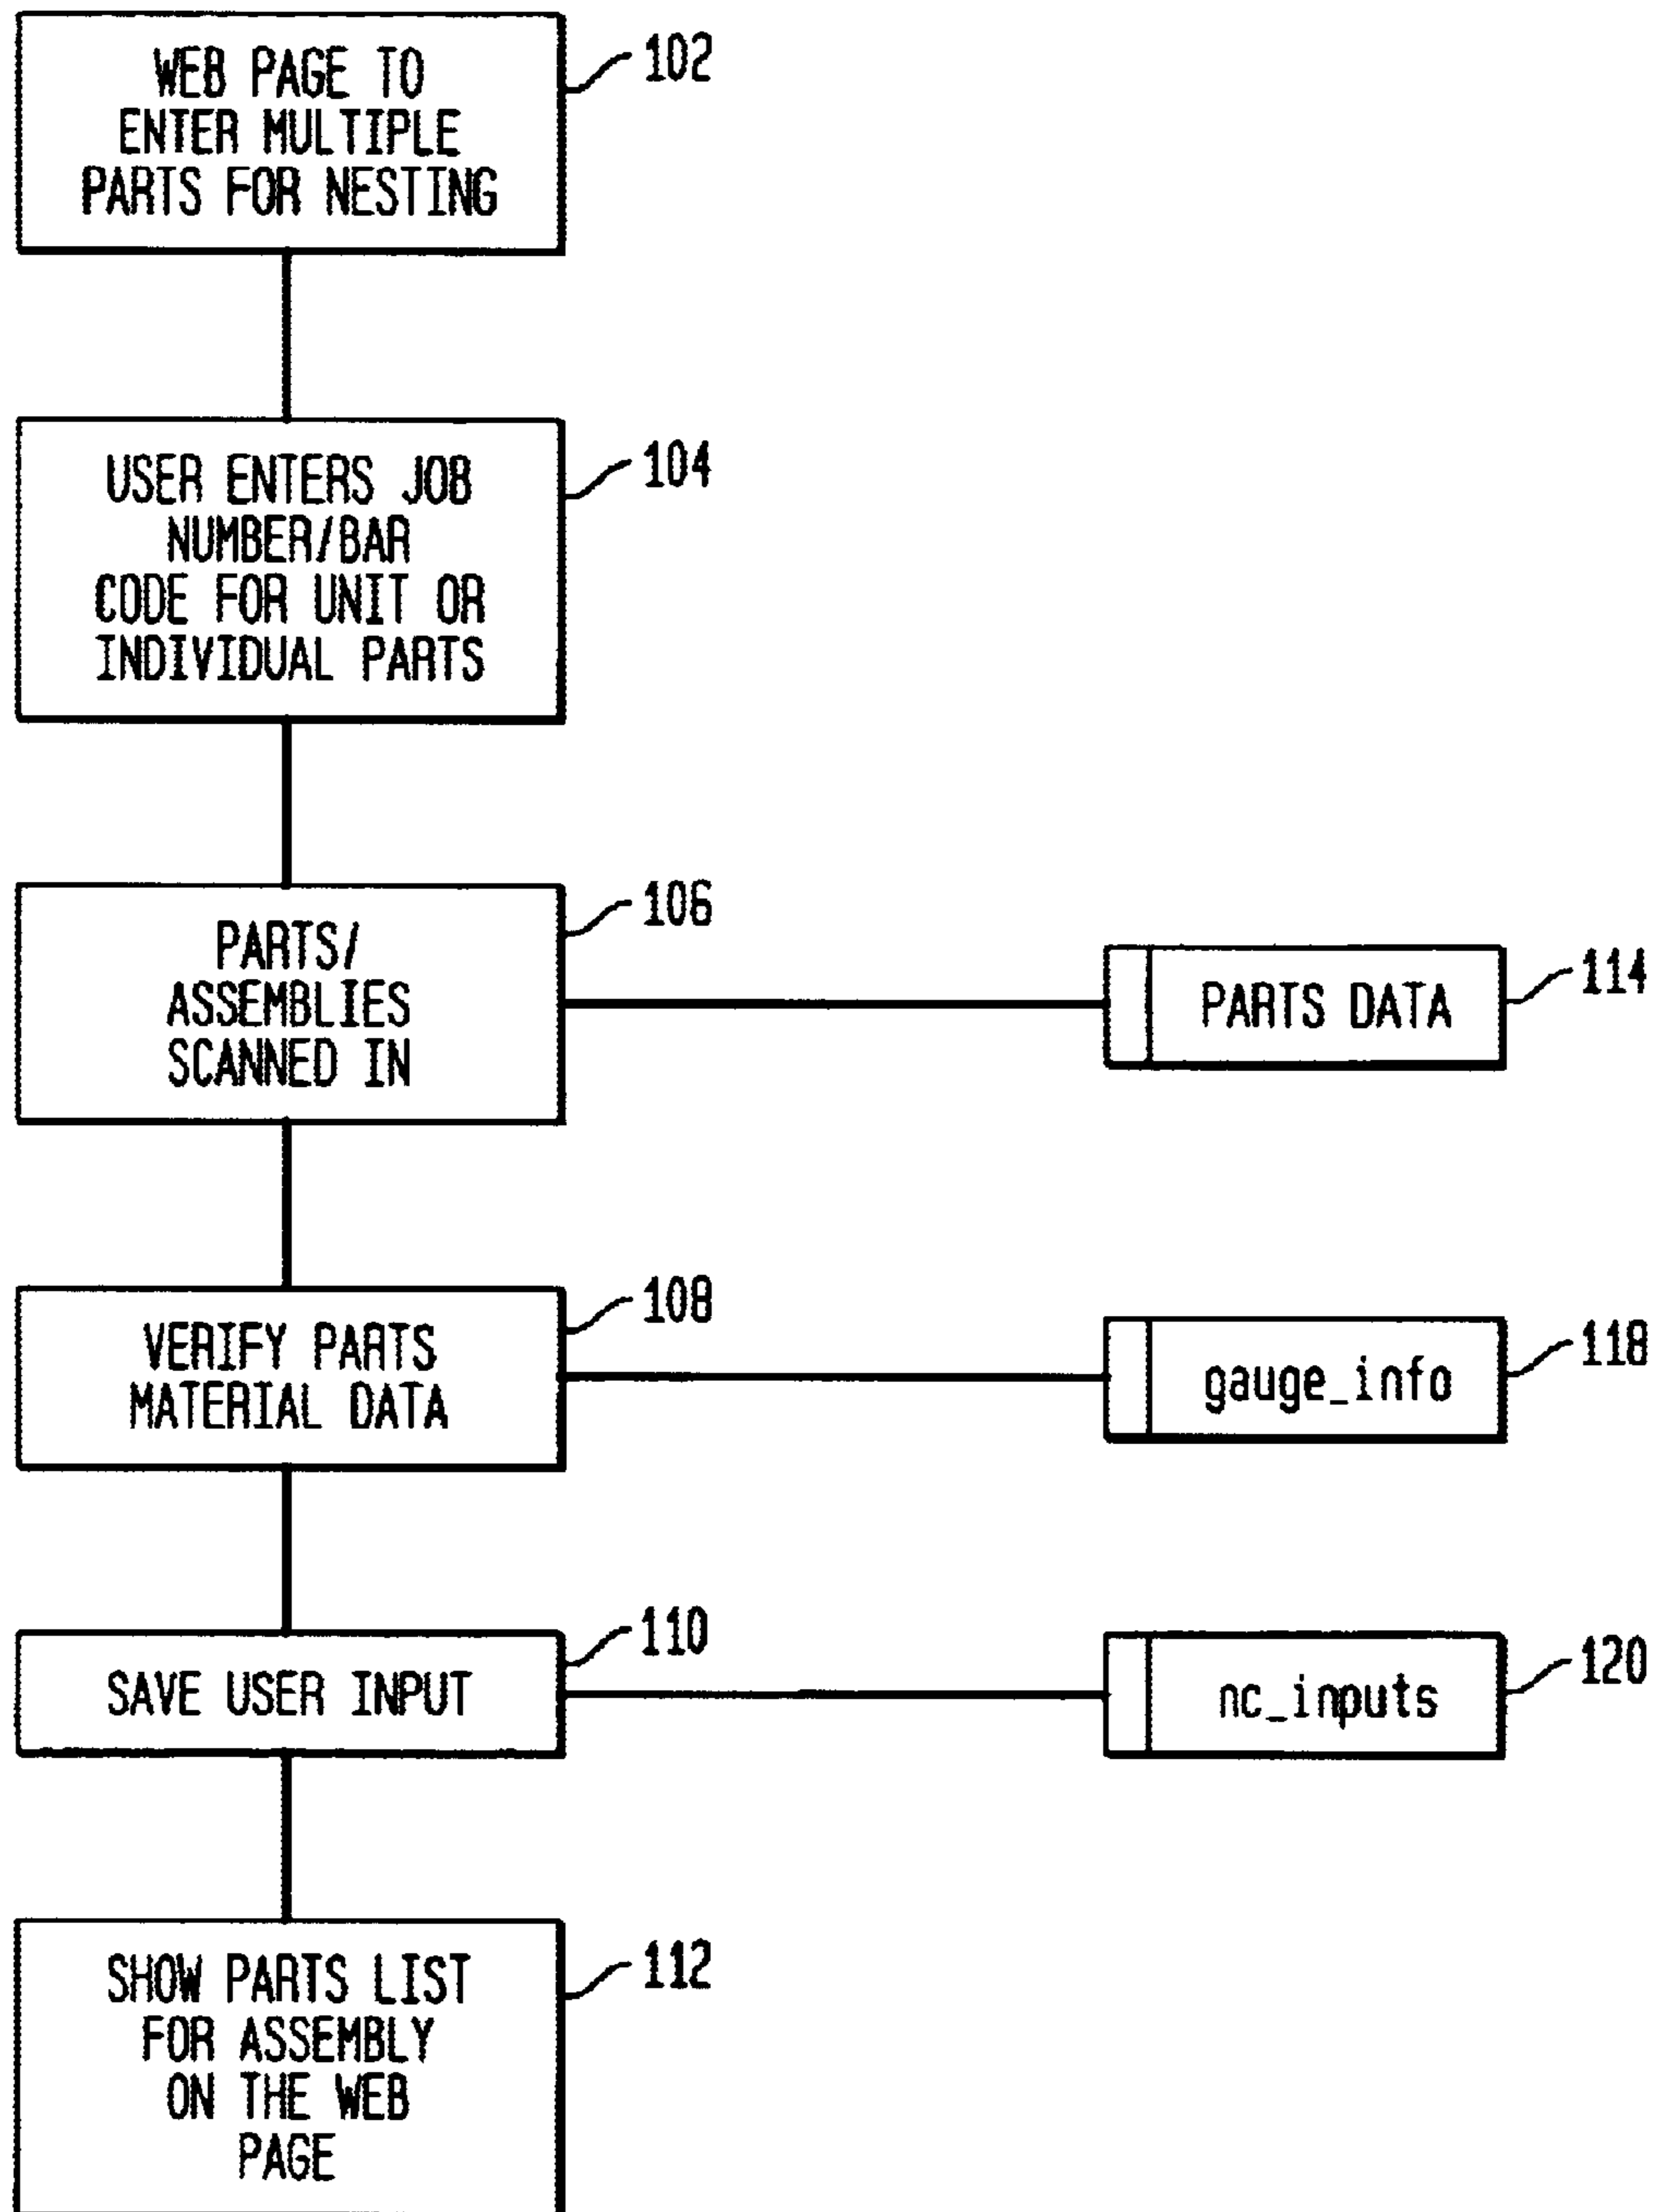 WEB PAGE TO
ENTER MULTIPLE
PARTS FOR NESTING
102
USER ENTERS JOB
NUMBER/BAR
CODE FOR UNIT OR
INDIVIDUAL PARTS
104
PARTS/
ASSEMBLIES
SCANNED IN
106
PARTS DATA
114
VERIFY PARTS
MATERIAL DATA
108
gauge_info
118
SAVE USER INPUT
110
nc_inputs
120
SHOW PARTS LIST
FOR ASSEMBLY
ON THE WEB
PAGE
112